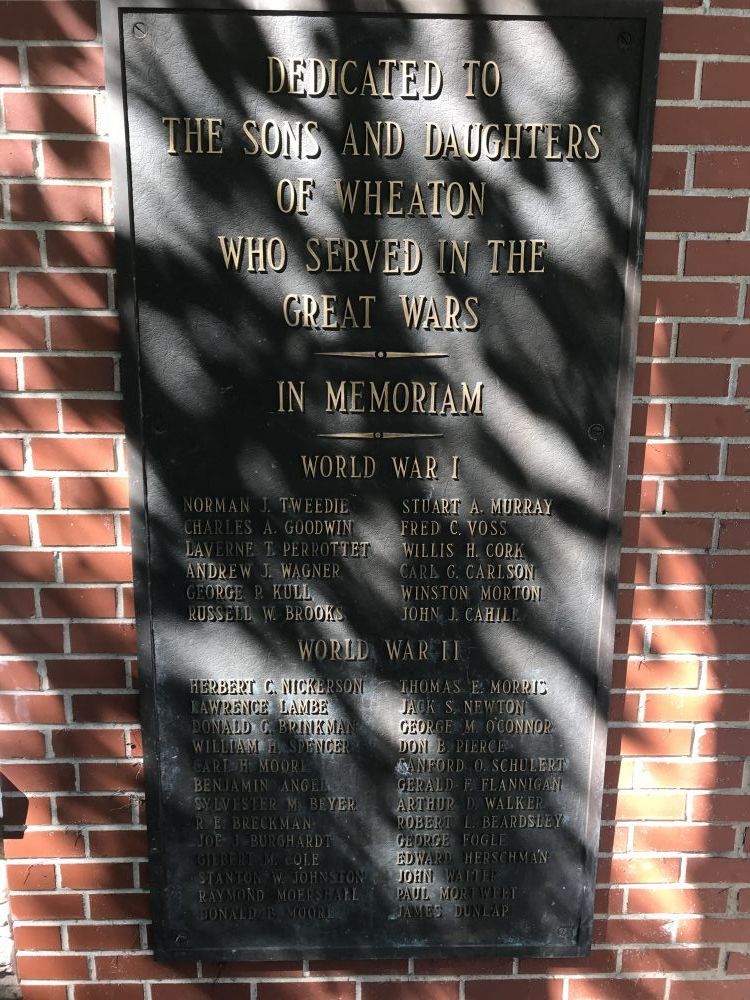 DEDICATED TO
THE SONS AND DAUGHTERS
OF WHEATON
WHO SERVED IN THE
GREAT WARS
IN MEMORIAM
WORLD WAR I
NORMAN J. TWEEDIE STUART A. MURRAY
CHARLES A. GOODWIN FRED C. VOSS
LAVERNE T. PERROTTET WILLIS H. CORK
ANDREW J. WAGNER CARL G. CARLSON
GEORGE P. KULL WINSTON MORTON
RUSSELL W. BROOKS JOHN J. CAHILL
WORLD WAR II
HERBERT C. NICKERSON THOMAS E. MORRIS
LAWRENCE LAMBE JACK S. NEWTON
DONALD G. BRINKMAN GEORGE M. O'CONNOR
WILLIAM H. SPENCER DON B. PIERCE
CARL H. MOORE SANFORD O. SCHULERT
BENJAMIN ANGEL GERALD F. FLANNIGAN
SYLVESTER M. BEYER ARTHUR D. WALKER
R. E. BRECKMAN ROBERT L. BEARDSLEY
JOE J. BURGHARDT GEORGE FOGLE
GILBERT M. COLE EDWARD HERSCHMAN
STANTON W. JOHNSTON JOHN
RAYMOND MOERSHALL PAUL
DONALD MOORE JAMES DUNLAP